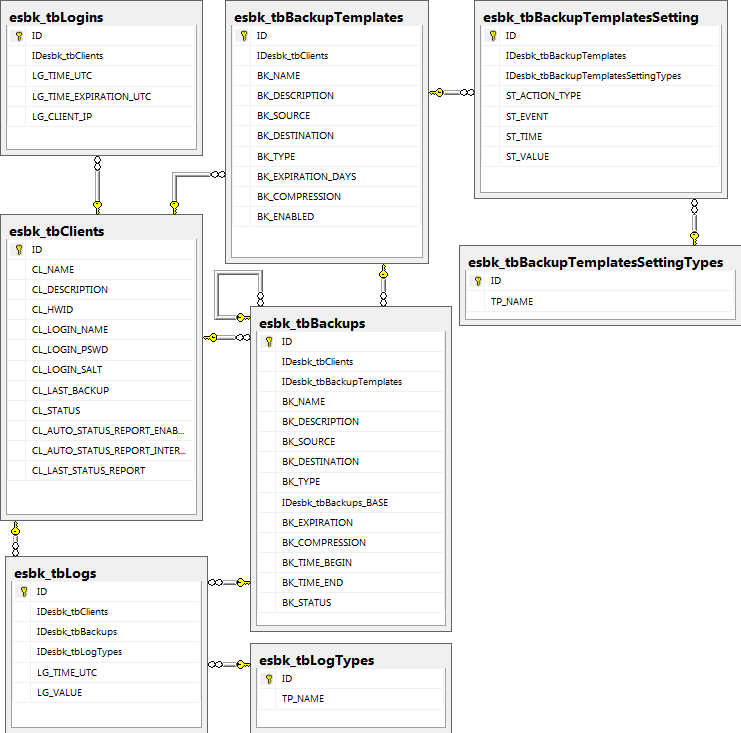 esbk_tbLogins
ID
IDesbk_tbClients
LG_TIME_UTC
LG_TIME_EXPIRATION_UTC
LG_CLIENT_IP
esbk_tbBackupTemplates
ID
IDesbk_tbClients
BK_NAME
BK_DESCRIPTION
BK_SOURCE
BK_DESTINATION
BK_TYPE
BK_EXPIRATION_DAYS
BK_COMPRESSION
BK_ENABLED
esbk_tbBackupTemplatesSetting
ID
IDesbk_tbBackupTemplates
IDesbk_tbBackupTemplatesSettingTypes
ST_ACTION_TYPE
ST_EVENT
ST_TIME
ST_VALUE
esbk_tbClients
ID
CL_NAME
CL_DESCRIPTION
CL_HWID
CL_LOGIN_NAME
CL_LOGIN_PSWD
CL_LOGIN_SALT
CL_LAST_BACKUP
CL_STATUS
CL_AUTO_STATUS_REPORT_ENAB...
CL_AUTO_STATUS_REPORT_INTER...
CL_LAST_STATUS_REPORT
esbk_tbBackupTemplatesSettingTypes
ID
TP_NAME
esbk_tbBackups
ID
IDesbk_tbClients
IDesbk_tbBackupTemplates
BK_NAME
BK_DESCRIPTION
BK_SOURCE
BK_DESTINATION
BK_TYPE
IDesbk_tbBackups_BASE
BK_EXPIRATION
BK_COMPRESSION
BK_TIME_BEGIN
BK_TIME_END
BK_STATUS
esbk_tbLogs
ID
IDesbk_tbClients
IDesbk_tbBackups
IDesbk_tbLogTypes
LG_TIME_UTC
LG_VALUE
esbk_tbLogTypes
ID
TP_NAME